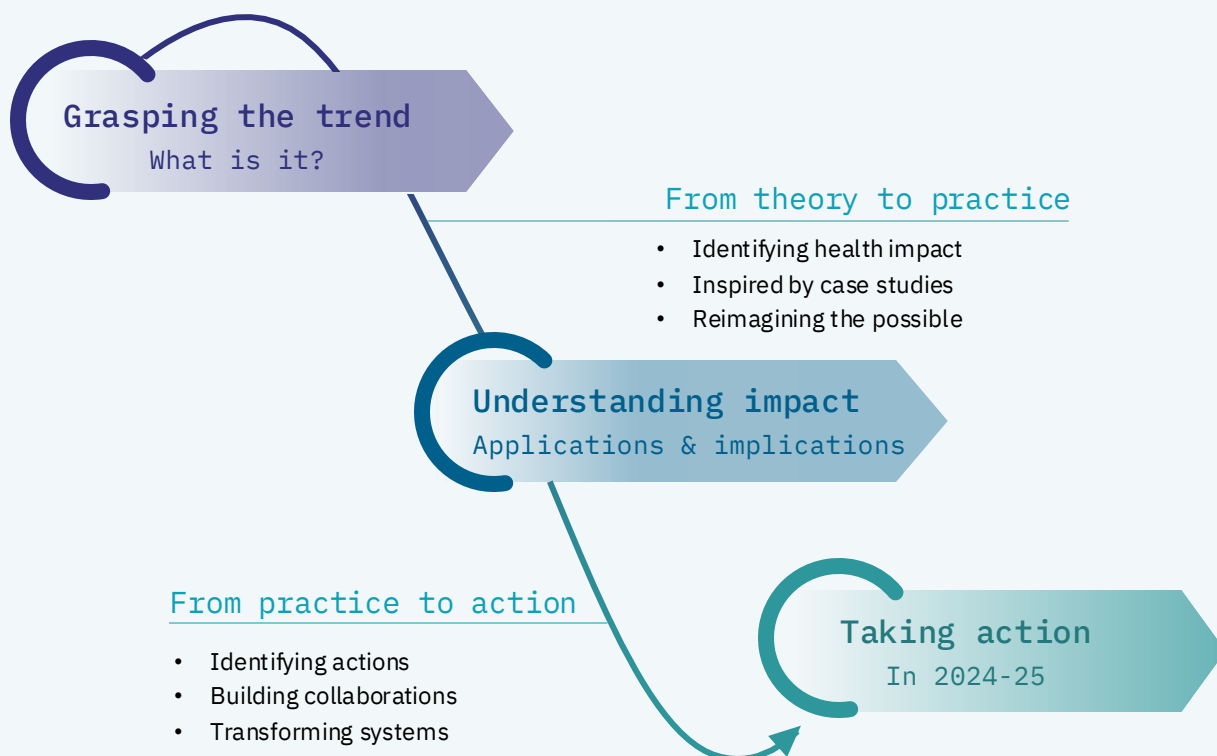 Grasping the trend
What is it?
From theory to practice
• Identifying health impact
• Inspired by case studies
• Reimagining the possible
Understanding impact
Applications & implications
From practice to action
• Identifying actions
• Building collaborations
• Transforming systems
Taking action
In 2024-25